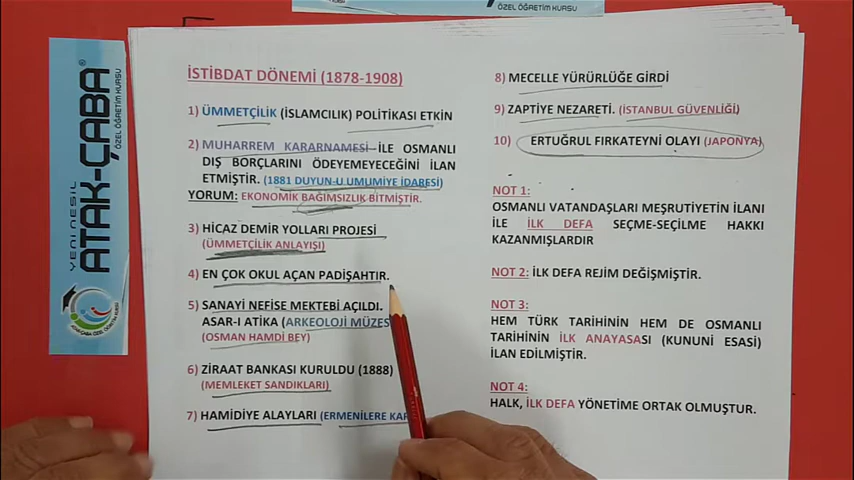 ÖZEL ÖĞRETİM KURSU
YENİ NESİL
ATAK-ÇABA
ÖZEL ÖĞRETİM KURSU
İSTİBDAT DÖNEMİ (1878-1908)
1) ÜMMETÇİLİK (İSLAMCILIK) POLİTİKASI ETKİN
2) MUHARREM KARARNAMESİ İLE OSMANLI
DIŞ BORÇLARINI ÖDEYEMEYECEĞİNİ İLAN
ETMİŞTİR. (1881 DUYUN-U UMUMİYE İDARESİ)
YORUM: EKONOMİK BAĞIMSIZLIK BİTMİŞTİR.
3) HİCAZ DEMİR YOLLARI PROJESİ
(ÜMMETÇİLİK ANLAYIŞI)
4) EN ÇOK OKUL AÇAN PADİŞAHTIR.
5) SANAYİ NEFİSE MEKTEBİ AÇILDI.
ASAR-I ATİKA (ARKEOLOJİ MÜZES
(OSMAN HAMDİ BEY)
6) ZİRAAT BANKASI KURULDU (1888)
(MEMLEKET SANDIKLARI)
7) HAMİDİYE ALAYLARI (ERMENİLERE KAR
8) MECELLE YÜRÜRLÜĞE GİRDİ
9) ZAPTİYE NEZARETİ. (İSTANBUL GÜVENLİĞİ)
10) ERTUĞRUL FIRKATEYNİ OLAYI (JAPONYA)
NOT 1:
OSMANLI VATANDAŞLARI MEŞRUTİYETİN İLANI
İLE İLK DEFA SEÇME-SEÇİLME HAKKI
KAZANMIŞLARDIR
NOT 2: İLK DEFA REJİM DEĞİŞMİŞTİR.
NOT 3:
HEM TÜRK TARİHİNİN HEM DE OSMANLI
TARİHİNİN İLK ANAYASASI (KUNUNİ ESASİ)
İLAN EDİLMİŞTİR.
NOT 4:
HALK, İLK DEFA YÖNETİME ORTAK OLMUŞTUR.